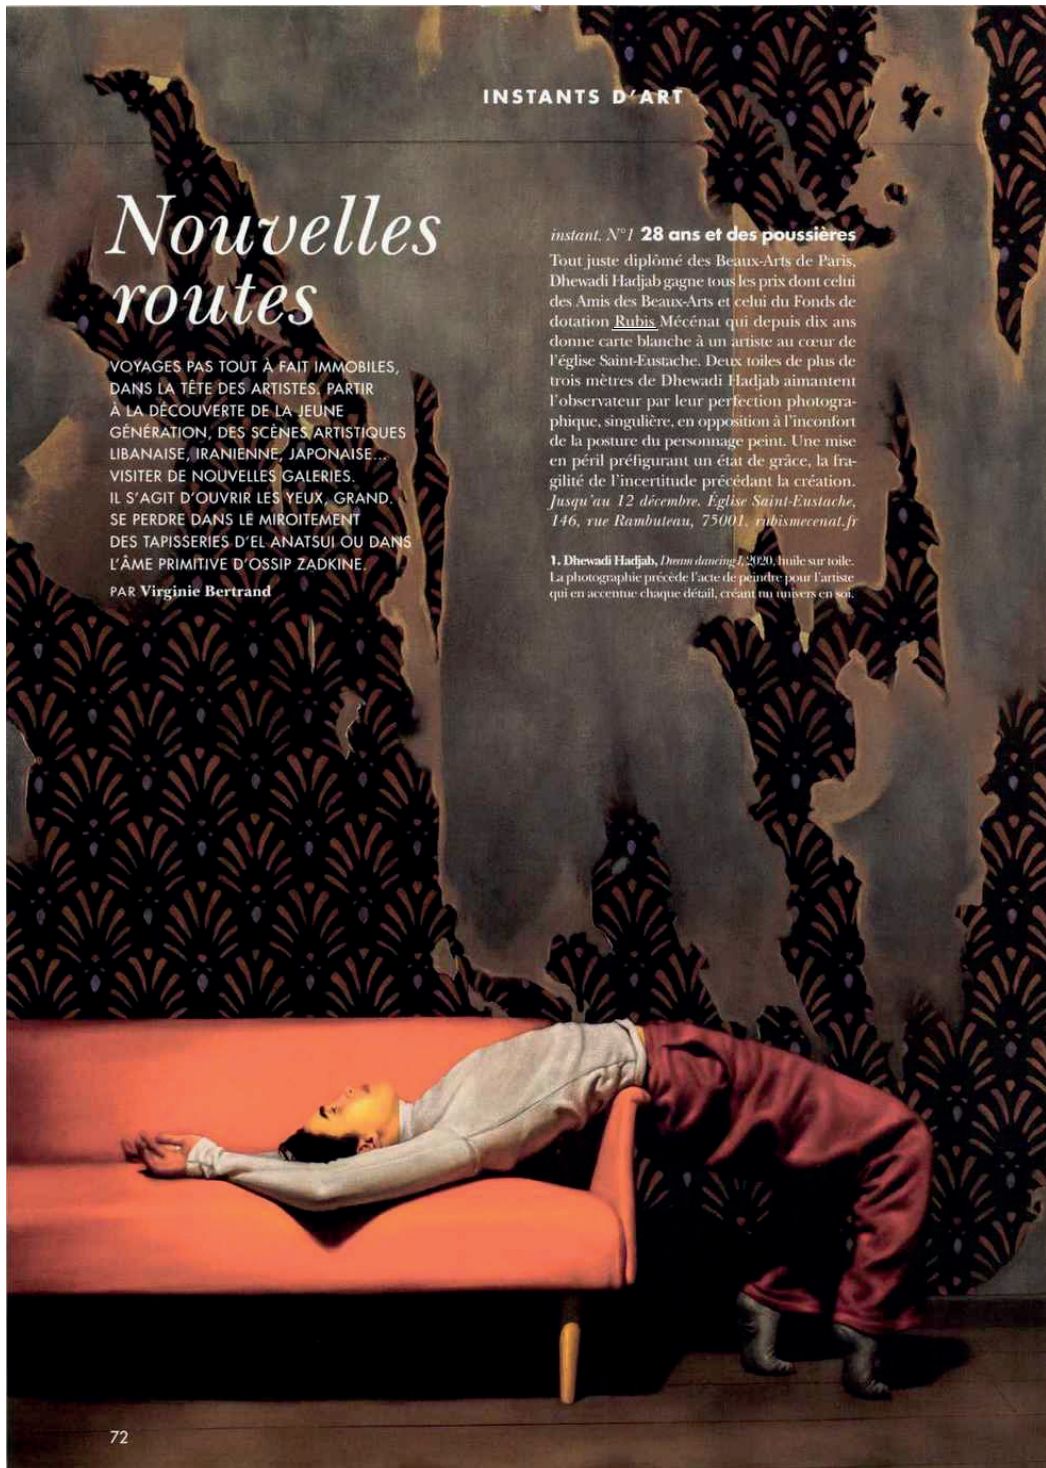 INSTANTS D'ART
Nouvelles
routes
VOYAGES PAS TOUT À FAIT IMMOBILES,
DANS LA TÊTE DES ARTISTES. PARTIR
À LA DÉCOUVERTE DE LA JEUNE
GÉNÉRATION, DES SCÈNES ARTISTIQUES
LIBANAISE, IRANIENNE, JAPONAISE...
VISITER DE NOUVELLES GALERIES.
IL S'AGIT D'OUVRIR LES YEUX, GRAND.
SE PERDRE DANS LE MIROITEMENT
DES TAPISSERIES D'EL ANATSUI OU DANS
L'ÂME PRIMITIVE D'OSSIP ZADKINE.
PAR Virginie Bertrand
instant. N°1 28 ans et des poussières
Tout juste diplômé des Beaux-Arts de Paris,
Dhewadi Hadjab gagne tous les prix dont celui
des Amis des Beaux-Arts et celui du Fonds de
dotation Rubis Mécénat qui depuis dix ans
donne carte blanche à un artiste au cœur de
l'église Saint-Eustache. Deux toiles de plus de
trois mètres de Dhewadi Hadjab aimantent
l'observateur par leur perfection photogra-
phique, singulière, en opposition à l'inconfort
de la posture du personnage peint. Une mise
en péril préfigurant un état de grâce, la fra-
gilité de l'incertitude précédant la création.
Jusqu'au 12 décembre. Église Saint-Eustache,
146, rue Rambuteau, 75001. rubismecenat.fr
1. Dhewadi Hadjab, Dream dancing I, 2020, huile sur toile.
La photographie précède l'acte de peindre pour l'artiste
qui en accentue chaque détail, créant un univers en soi.
72